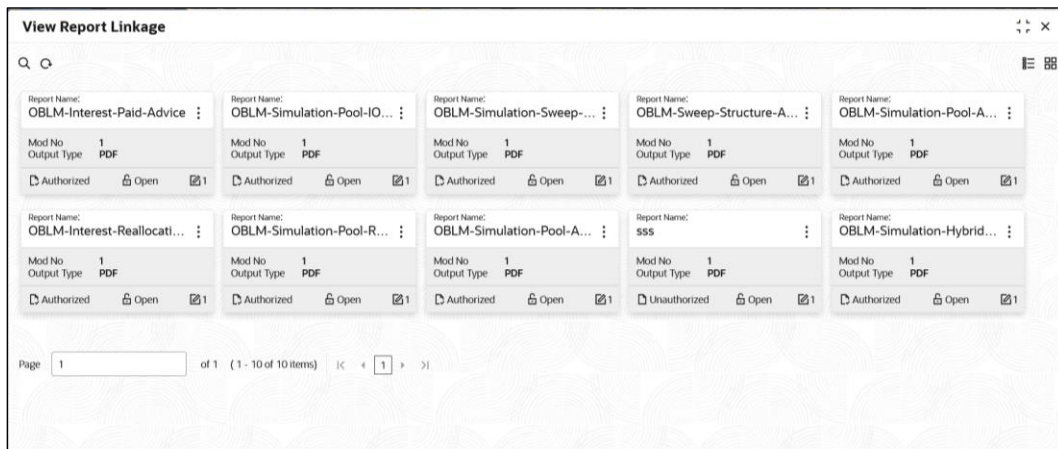 View Report Linkage
Report Name: Report Name: Report Name: Report Name: Report Name:
OBLM-Interest-Paid-Advice OBLM-Simulation-Pool-IO... OBLM-Simulation-Sweep-... OBLM-Sweep-Structure-A... OBLM-Simulation-Pool-A...
Mod No 1 Mod No 1 Mod No 1 Mod No 1 Mod No 1
Output Type PDF Output Type PDF Output Type PDF Output Type PDF Output Type PDF
Authorized Open 1 Authorized Open 1 Authorized Open 1 Authorized Open 1 Authorized Open 1
Report Name: Report Name: Report Name: Report Name: Report Name:
OBLM-Interest-Reallocati... OBLM-Simulation-Pool-R... OBLM-Simulation-Pool-A... sss OBLM-Simulation-Hybrid...
Mod No 1 Mod No 1 Mod No 1 Mod No 1 Mod No 1
Output Type PDF Output Type PDF Output Type PDF Output Type PDF Output Type PDF
Authorized Open 1 Authorized Open 1 Authorized Open 1 Unauthorized Open 1 Authorized Open 1
Page 1 of 1 (1 - 10 of 10 items) 1